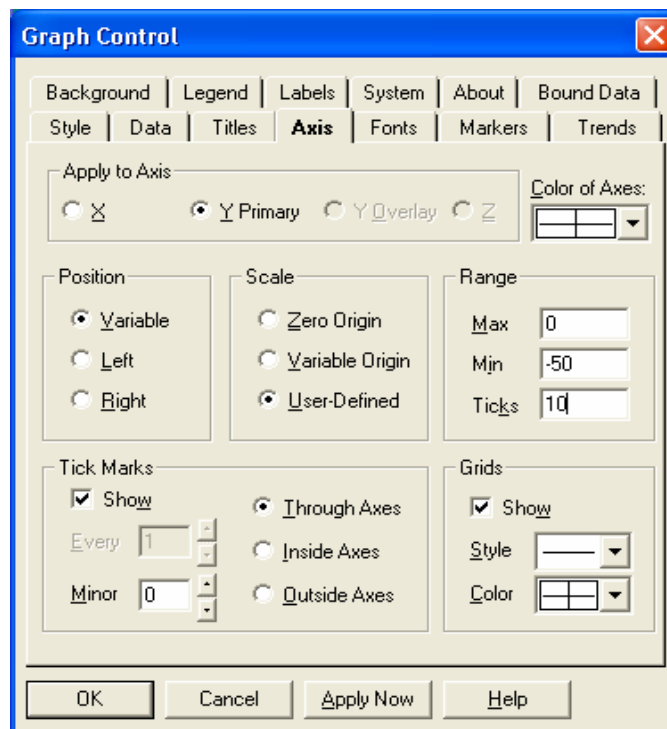 Graph Control
Background Legend Labels System About Bound Data
Style Data Titles Axis Fonts Markers Trends
Apply to Axis
X Y Primary Y Overlay Z
Color of Axes:
Position
Variable
Left
Right
Scale
Zero Origin
Variable Origin
User-Defined
Range
Max 0
Min -50
Ticks 10
Tick Marks
Show
Every 1
Minor 0
Through Axes
Inside Axes
Outside Axes
Grids
Show
Style
Color
OK Cancel Apply Now Help